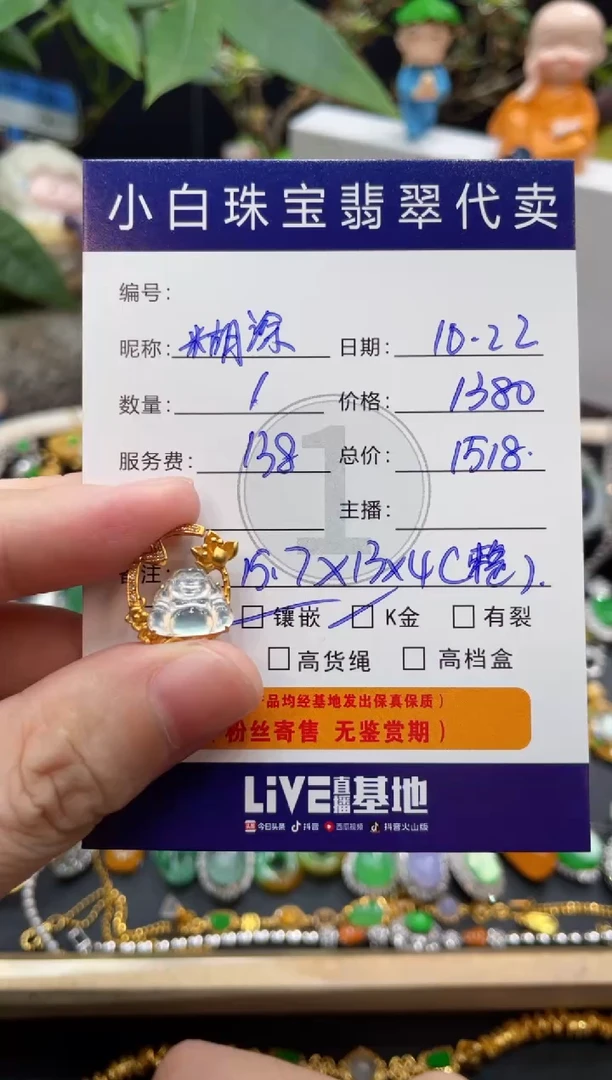 小白珠宝翡翠代卖
编号:
昵称: 糊涂 日期: 10.22
数量: 1 价格: 1380
服务费: 138 总价: 1518.
主播:
备注: 15.7×13×4(整).
镶嵌 K金 有裂
高货绳 高档盒
品均经基地发出保真保质)
粉丝寄售 无鉴赏期)
LiVE直播基地
今日头条 抖音 西瓜视频 抖音火山版
1